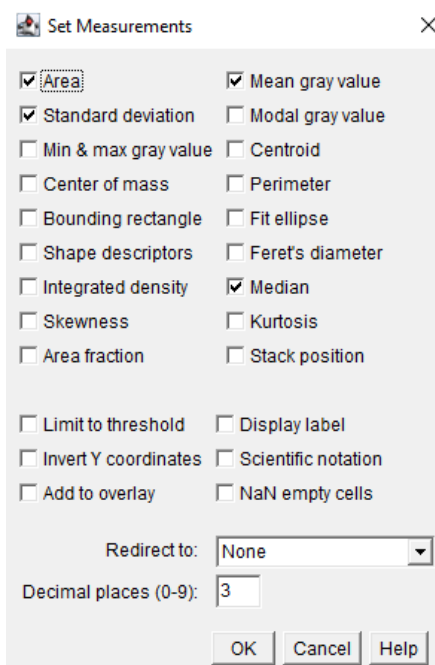 Set Measurements
Area Mean gray value
Standard deviation Modal gray value
Min & max gray value Centroid
Center of mass Perimeter
Bounding rectangle Fit ellipse
Shape descriptors Feret's diameter
Integrated density Median
Skewness Kurtosis
Area fraction Stack position
Limit to threshold Display label
Invert Y coordinates Scientific notation
Add to overlay NaN empty cells
Redirect to: None
Decimal places (0-9): 3
OK Cancel Help